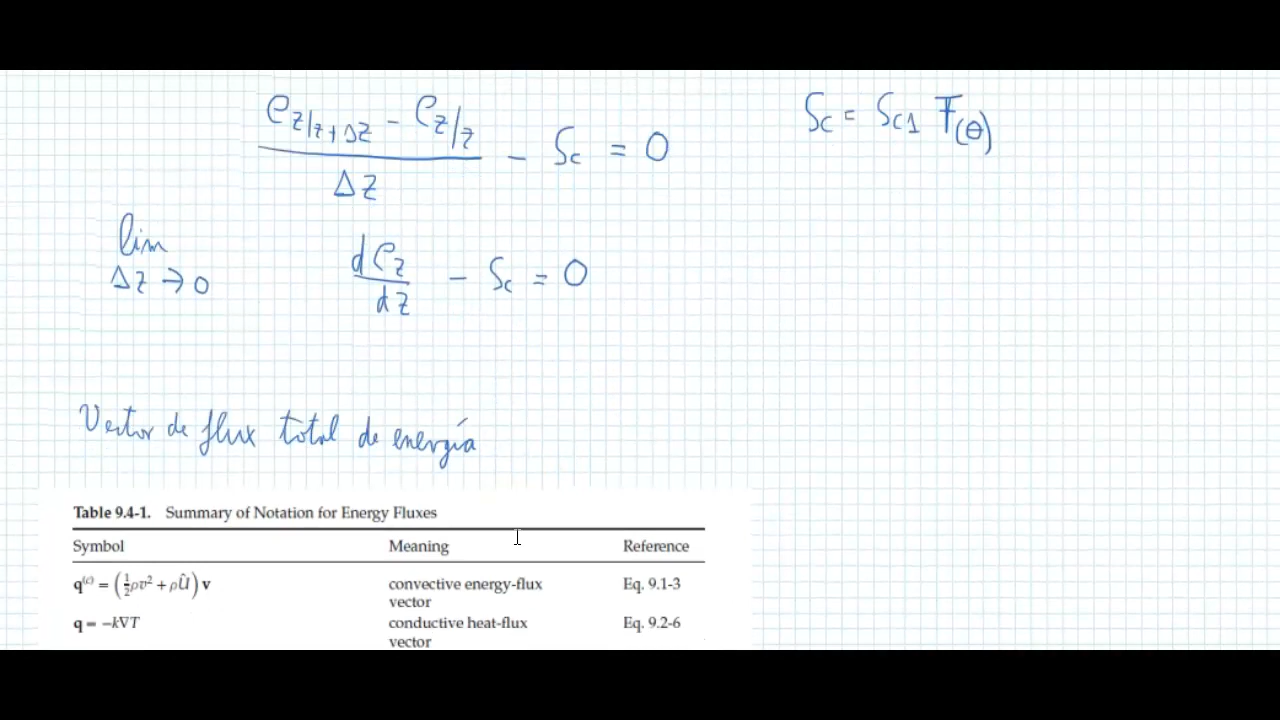 e_z|z+Δz − e_z|z
Δz
− S_c = 0
S_c = S_c1 F(θ)
lim Δz→0
de_z/dz − S_c = 0
Vector de flux total de energía
Table 9.4-1. Summary of Notation for Energy Fluxes
Symbol Meaning Reference
q^(c) = (½ρv² + ρÛ)v convective energy-flux Eq. 9.1-3
vector
q = −k∇T conductive heat-flux Eq. 9.2-6
vector